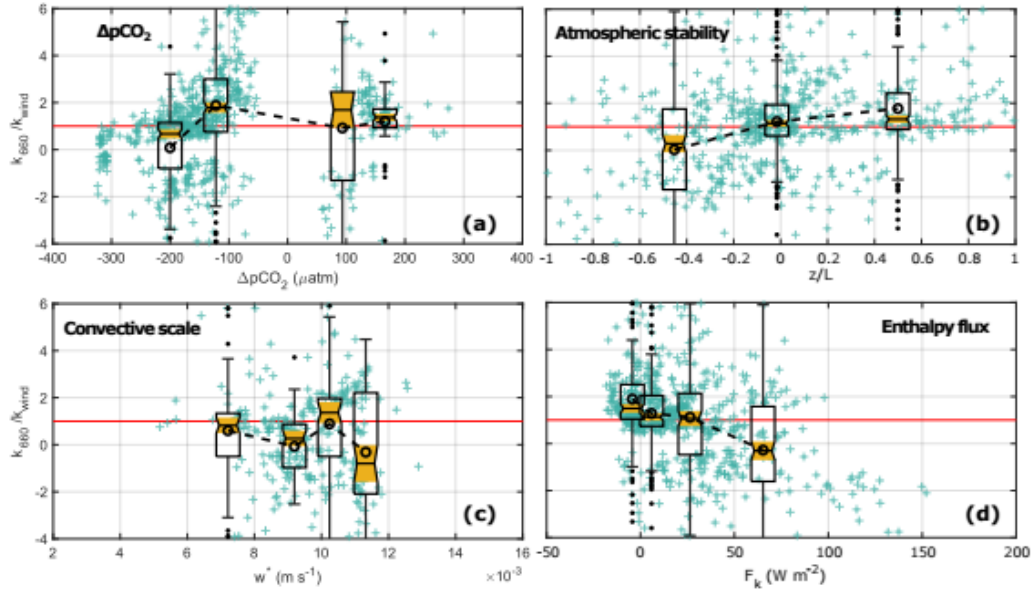 6
4
2
0
-2
-4
k660/kwind
ΔpCO2
(a)
-400 -300 -200 -100 0 100 200 300 400
ΔpCO2 (μatm)
Atmospheric stability
(b)
-1 -0.8 -0.6 -0.4 -0.2 0 0.2 0.4 0.6 0.8 1
z/L
6
4
2
0
-2
-4
k660/kwind
Convective scale
(c)
2 4 6 8 10 12 14 16
w* (m s-1)
×10-3
Enthalpy flux
(d)
-50 0 50 100 150 200
Fk (W m-2)